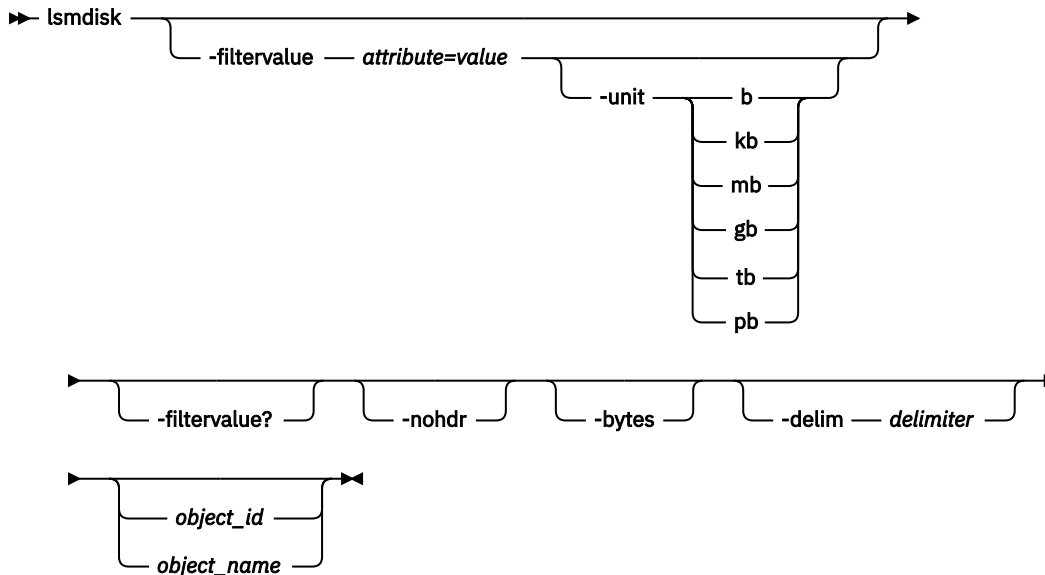 lsmdisk
-filtervalue attribute=value
-unit b
kb
mb
gb
tb
pb
-filtervalue? -nohdr -bytes -delim delimiter
object_id
object_name